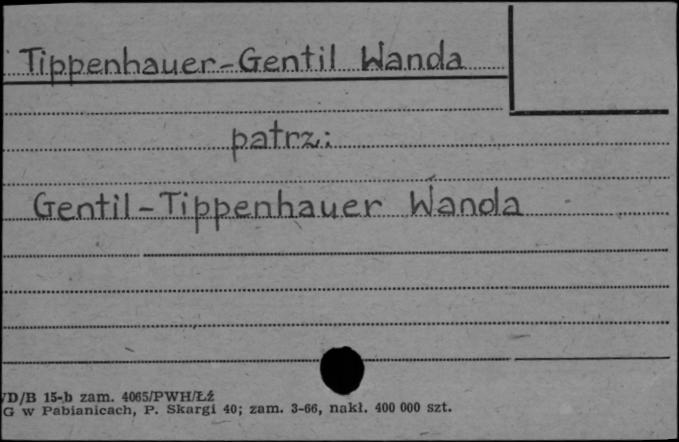 Tippenhauer-Gentil Wanda
patrz:
Gentil-Tippenhauer Wanda
VD/B 15-b zam. 4065/PWH/Łź
G w Pabianicach, P. Skargi 40; zam. 3-66, nakł. 400 000 szt.